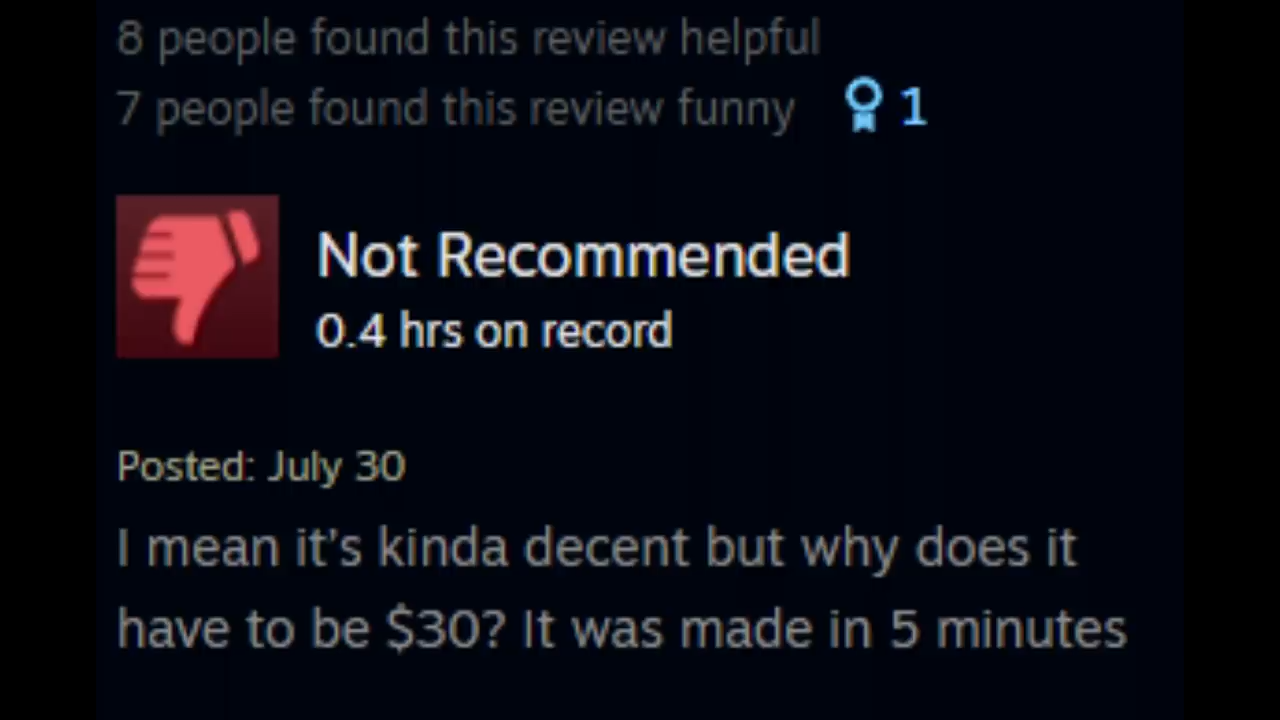 8 people found this review helpful
7 people found this review funny 1
Not Recommended
0.4 hrs on record
Posted: July 30
I mean it's kinda decent but why does it
have to be $30? It was made in 5 minutes